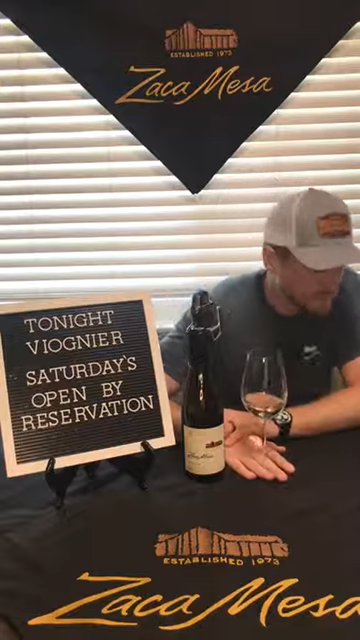 ESTABLISHED 1973
Zaca Mesa
TONIGHT
VIOGNIER
SATURDAY'S
OPEN BY
RESERVATION
ESTABLISHED 1973
Zaca Mesa